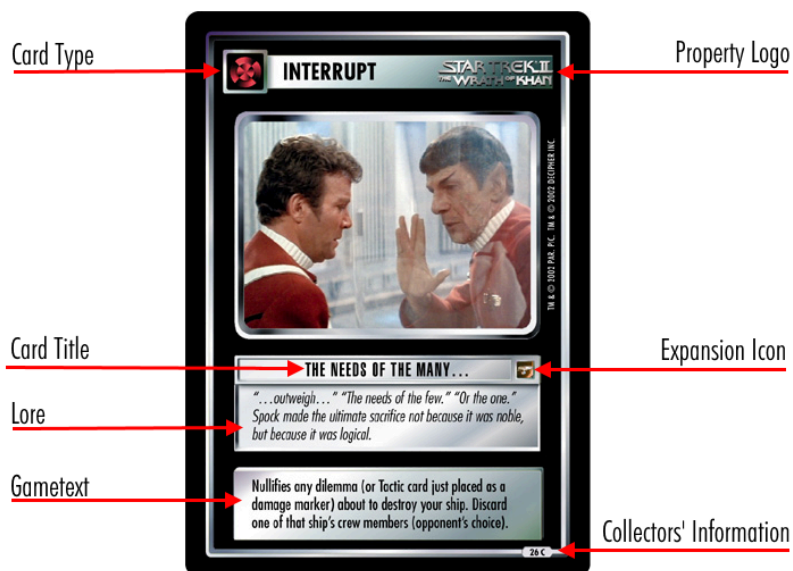 Card Type
INTERRUPT
STAR TREK II
THE WRATH OF KHAN
Property Logo
TM & © 2002 PAR. PIC. TM & © 2002 DECIPHER INC.
Card Title
THE NEEDS OF THE MANY...
Expansion Icon
Lore
"...outweigh..." "The needs of the few." "Or the one."
Spock made the ultimate sacrifice not because it was noble,
but because it was logical.
Gametext
Nullifies any dilemma (or Tactic card just placed as a
damage marker) about to destroy your ship. Discard
one of that ship's crew members (opponent's choice).
Collectors' Information
26 C